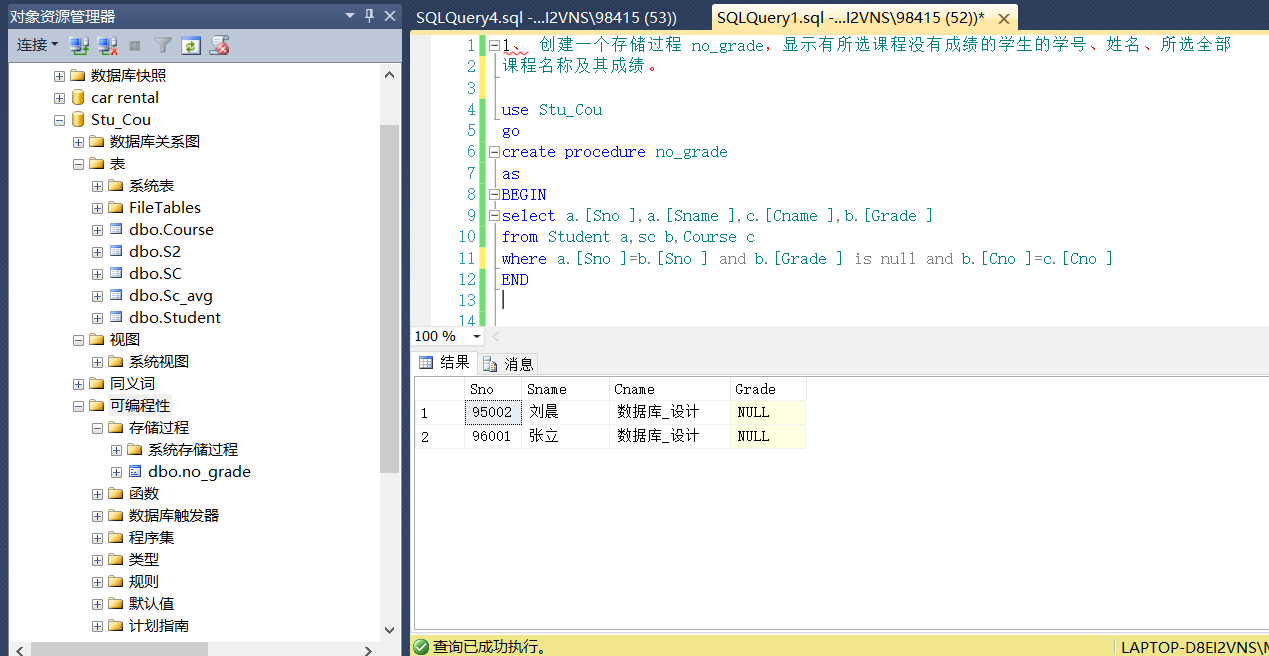 对象资源管理器
连接
数据库快照
car rental
Stu_Cou
数据库关系图
表
系统表
FileTables
dbo.Course
dbo.S2
dbo.SC
dbo.Sc_avg
dbo.Student
视图
系统视图
同义词
可编程性
存储过程
系统存储过程
dbo.no_grade
函数
数据库触发器
程序集
类型
规则
默认值
计划指南
SQLQuery4.sql -...I2VNS\98415 (53))
SQLQuery1.sql -...I2VNS\98415 (52))*
1 1、 创建一个存储过程 no_grade，显示有所选课程没有成绩的学生的学号、姓名、所选全部
2 课程名称及其成绩。
3
4 use Stu_Cou
5 go
6 create procedure no_grade
7 as
8 BEGIN
9 select a.[Sno ],a.[Sname ],c.[Cname ],b.[Grade ]
10 from Student a,sc b,Course c
11 where a.[Sno ]=b.[Sno ] and b.[Grade ] is null and b.[Cno ]=c.[Cno ]
12 END
13
14
100 %
结果 消息
Sno Sname Cname Grade
1 95002 刘晨 数据库_设计 NULL
2 96001 张立 数据库_设计 NULL
查询已成功执行。 LAPTOP-D8EI2VNS\